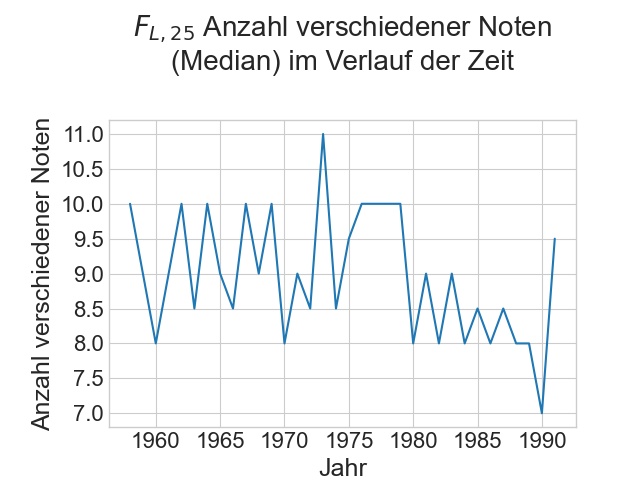 F_{L, 25} Anzahl verschiedener Noten
(Median) im Verlauf der Zeit
Anzahl verschiedener Noten
11.0
10.5
10.0
9.5
9.0
8.5
8.0
7.5
7.0
1960 1965 1970 1975 1980 1985 1990
Jahr